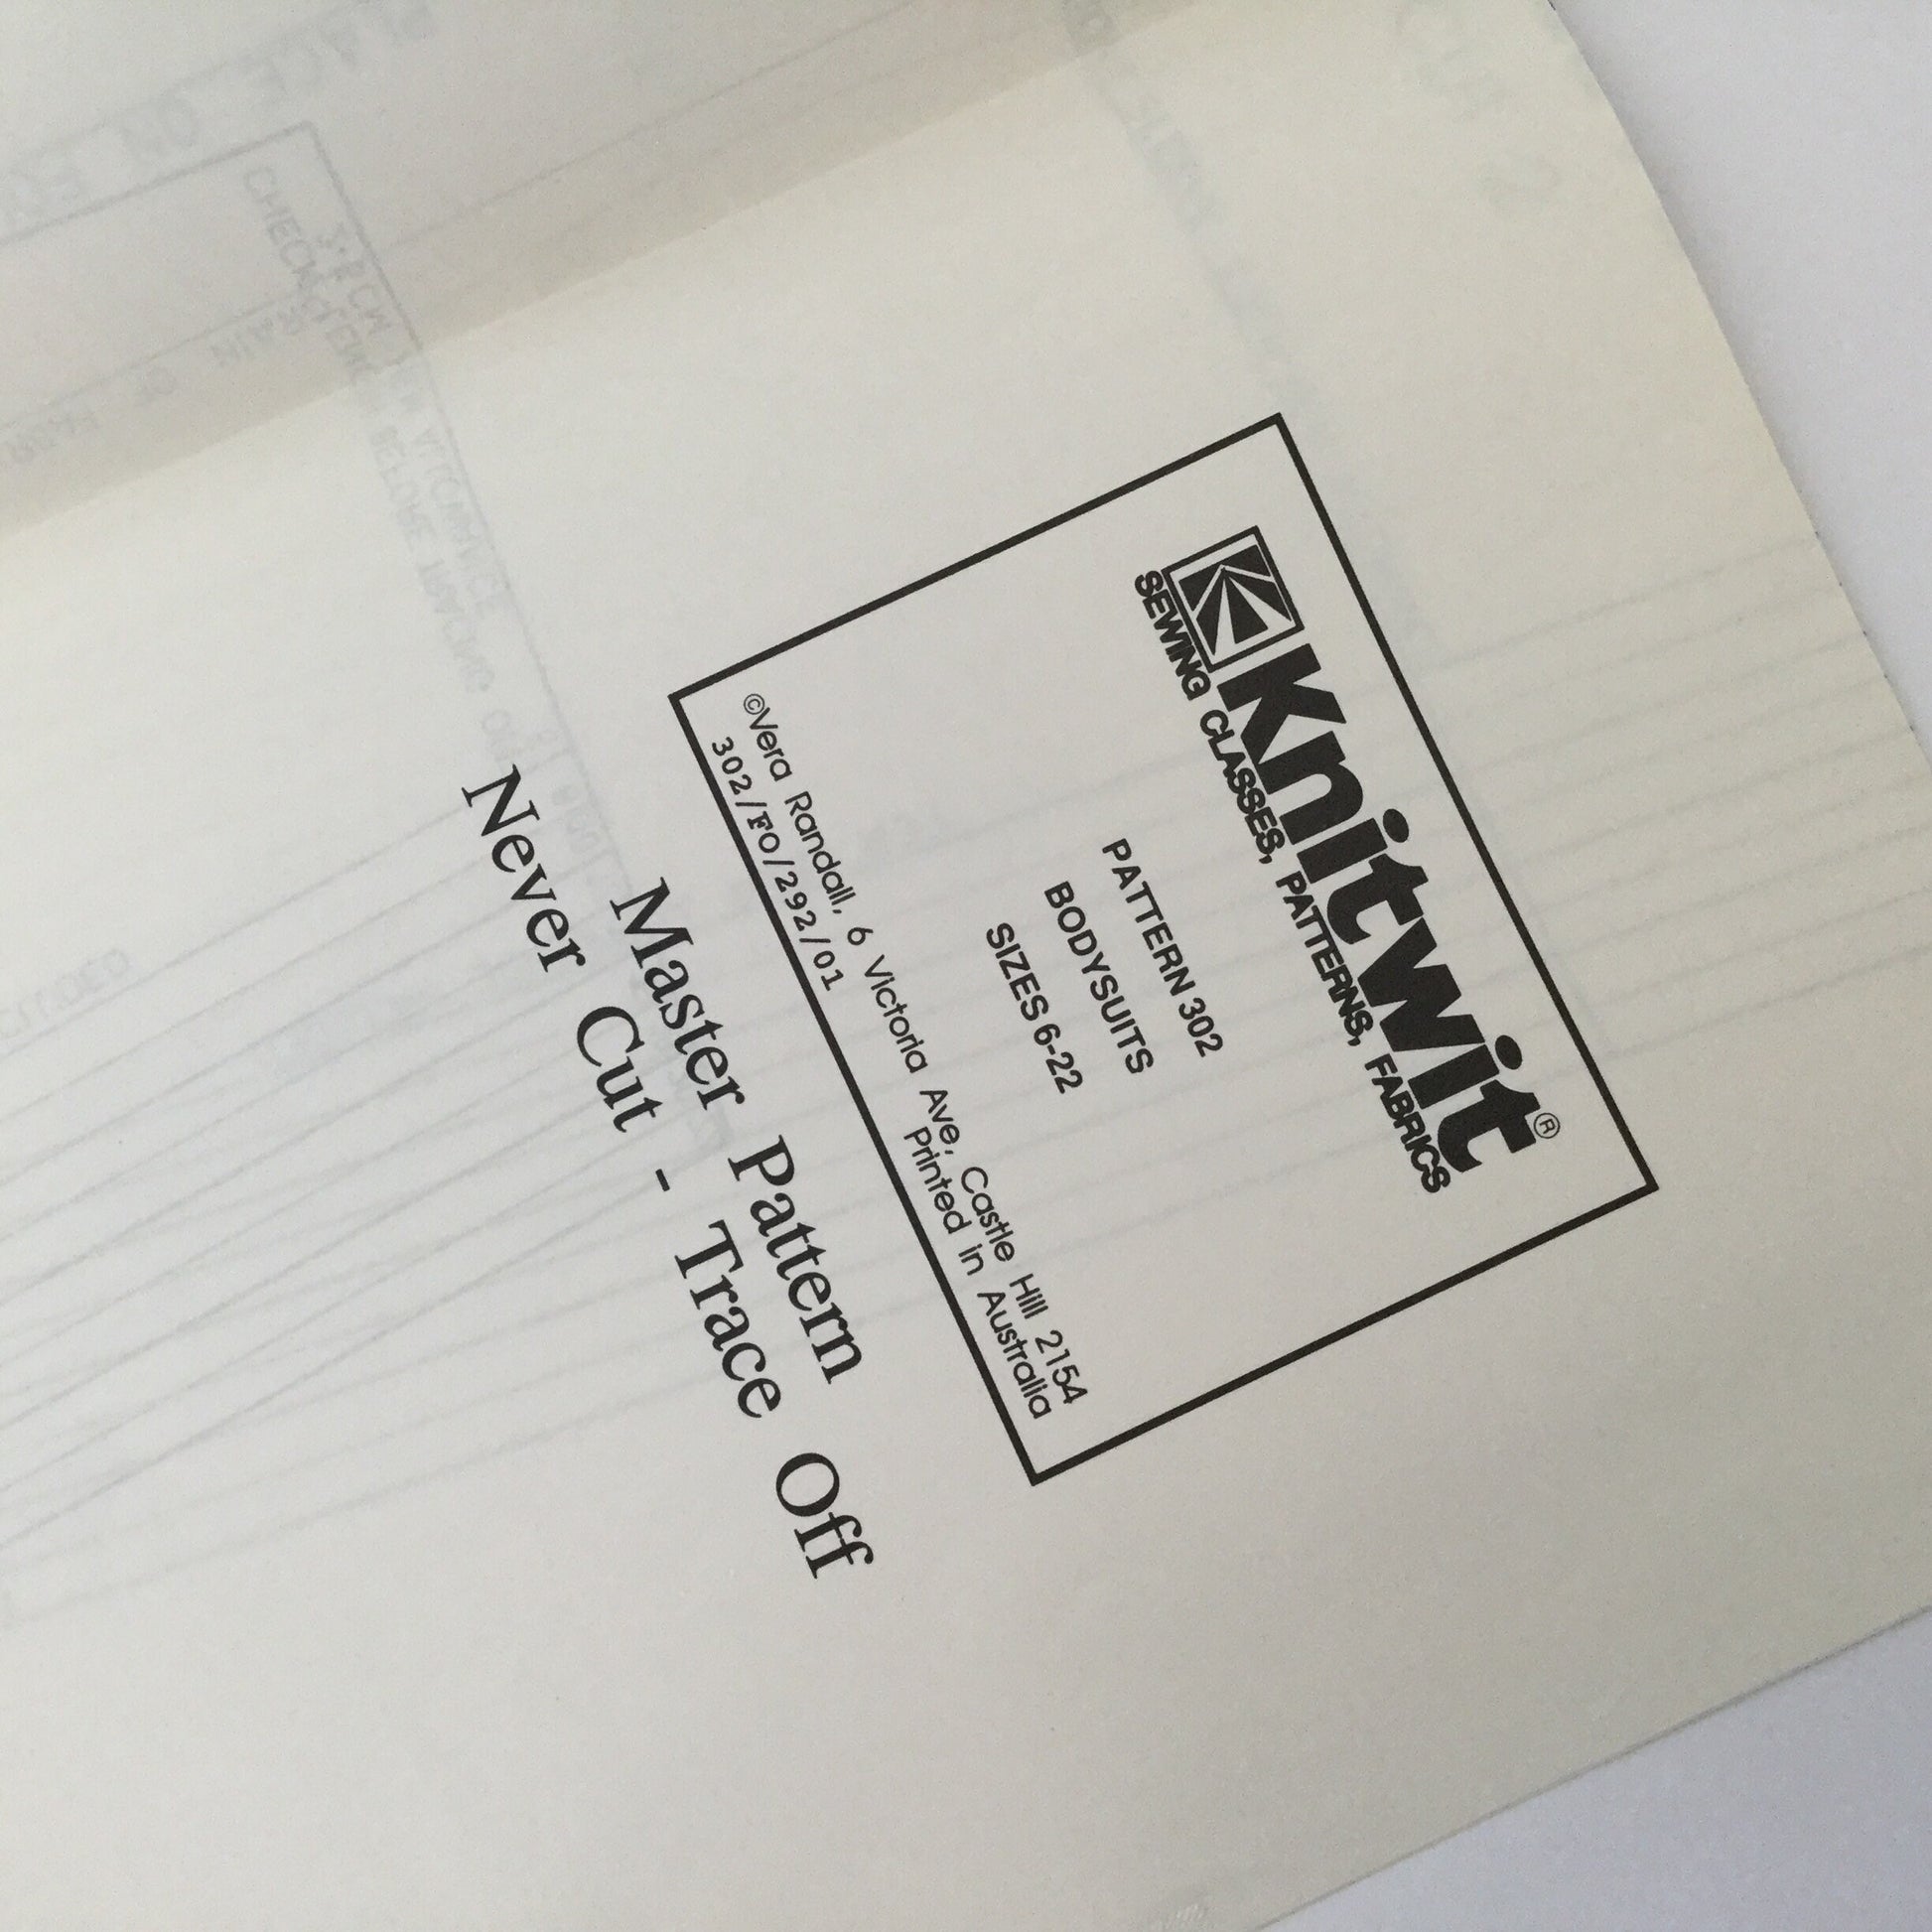 Knitwit®
SEWING CLASSES, PATTERNS, FABRICS
PATTERN 302
BODYSUITS
SIZES 6-22
©Vera Randall, 6 Victoria Ave, Castle Hill 2154
302/FO/292/01 Printed in Australia
Master Pattern
Never Cut - Trace Off